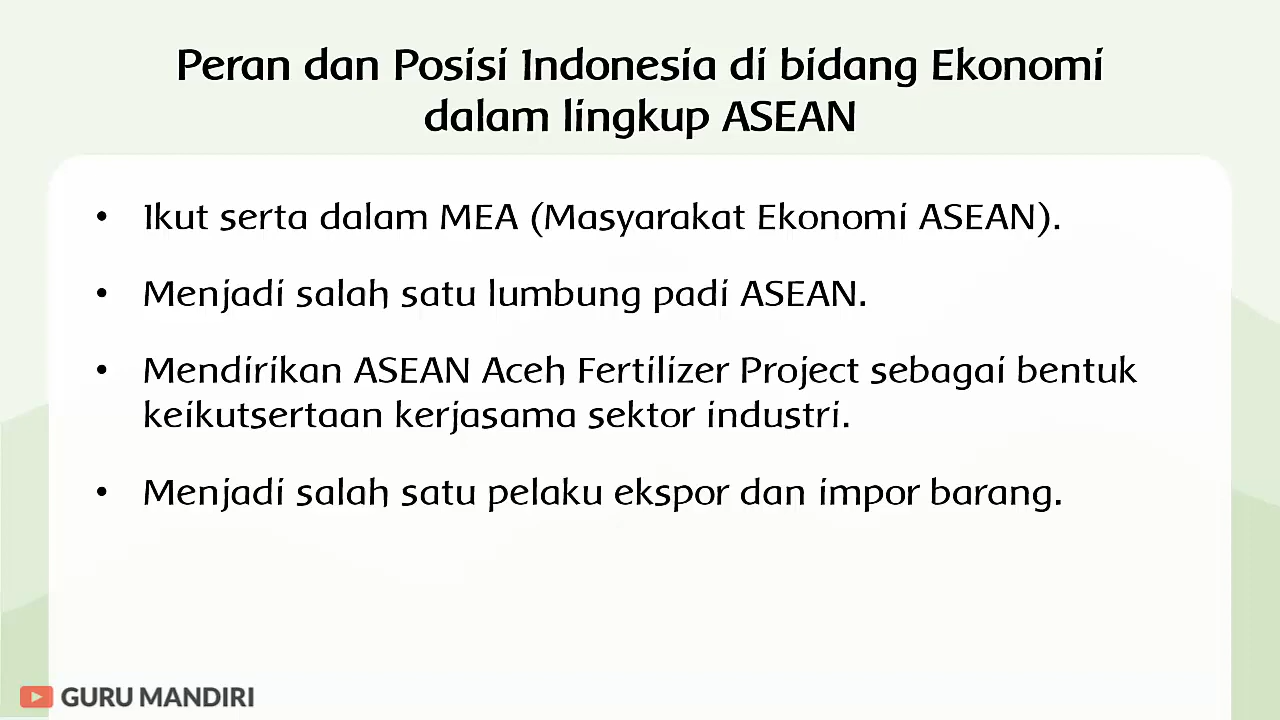 Peran dan Posisi Indonesia di bidang Ekonomi
dalam lingkup ASEAN
• Ikut serta dalam MEA (Masyarakat Ekonomi ASEAN).
• Menjadi salah satu lumbung padi ASEAN.
• Mendirikan ASEAN Aceh Fertilizer Project sebagai bentuk
keikutsertaan kerjasama sektor industri.
• Menjadi salah satu pelaku ekspor dan impor barang.
GURU MANDIRI